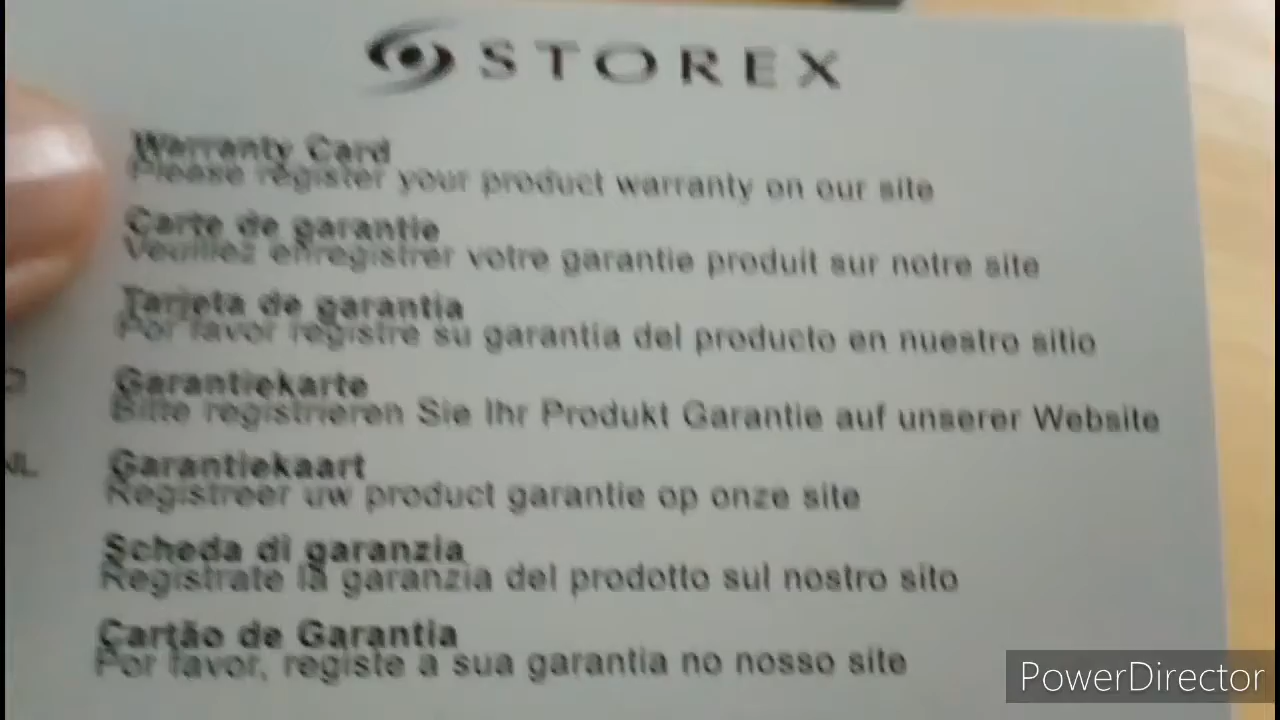 STOREX
Warranty Card
Please register your product warranty on our site
Carte de garantie
Veuillez enregistrer votre garantie produit sur notre site
Tarjeta de garantia
Por favor registre su garantía del producto en nuestro sitio
Garantiekarte
Bitte registrieren Sie Ihr Produkt Garantie auf unserer Website
NL Garantiekaart
Registreer uw product garantie op onze site
Scheda di garanzia
Registrate la garanzia del prodotto sul nostro sito
Cartão de Garantia
Por favor, registe a sua garantia no nosso site
PowerDirector